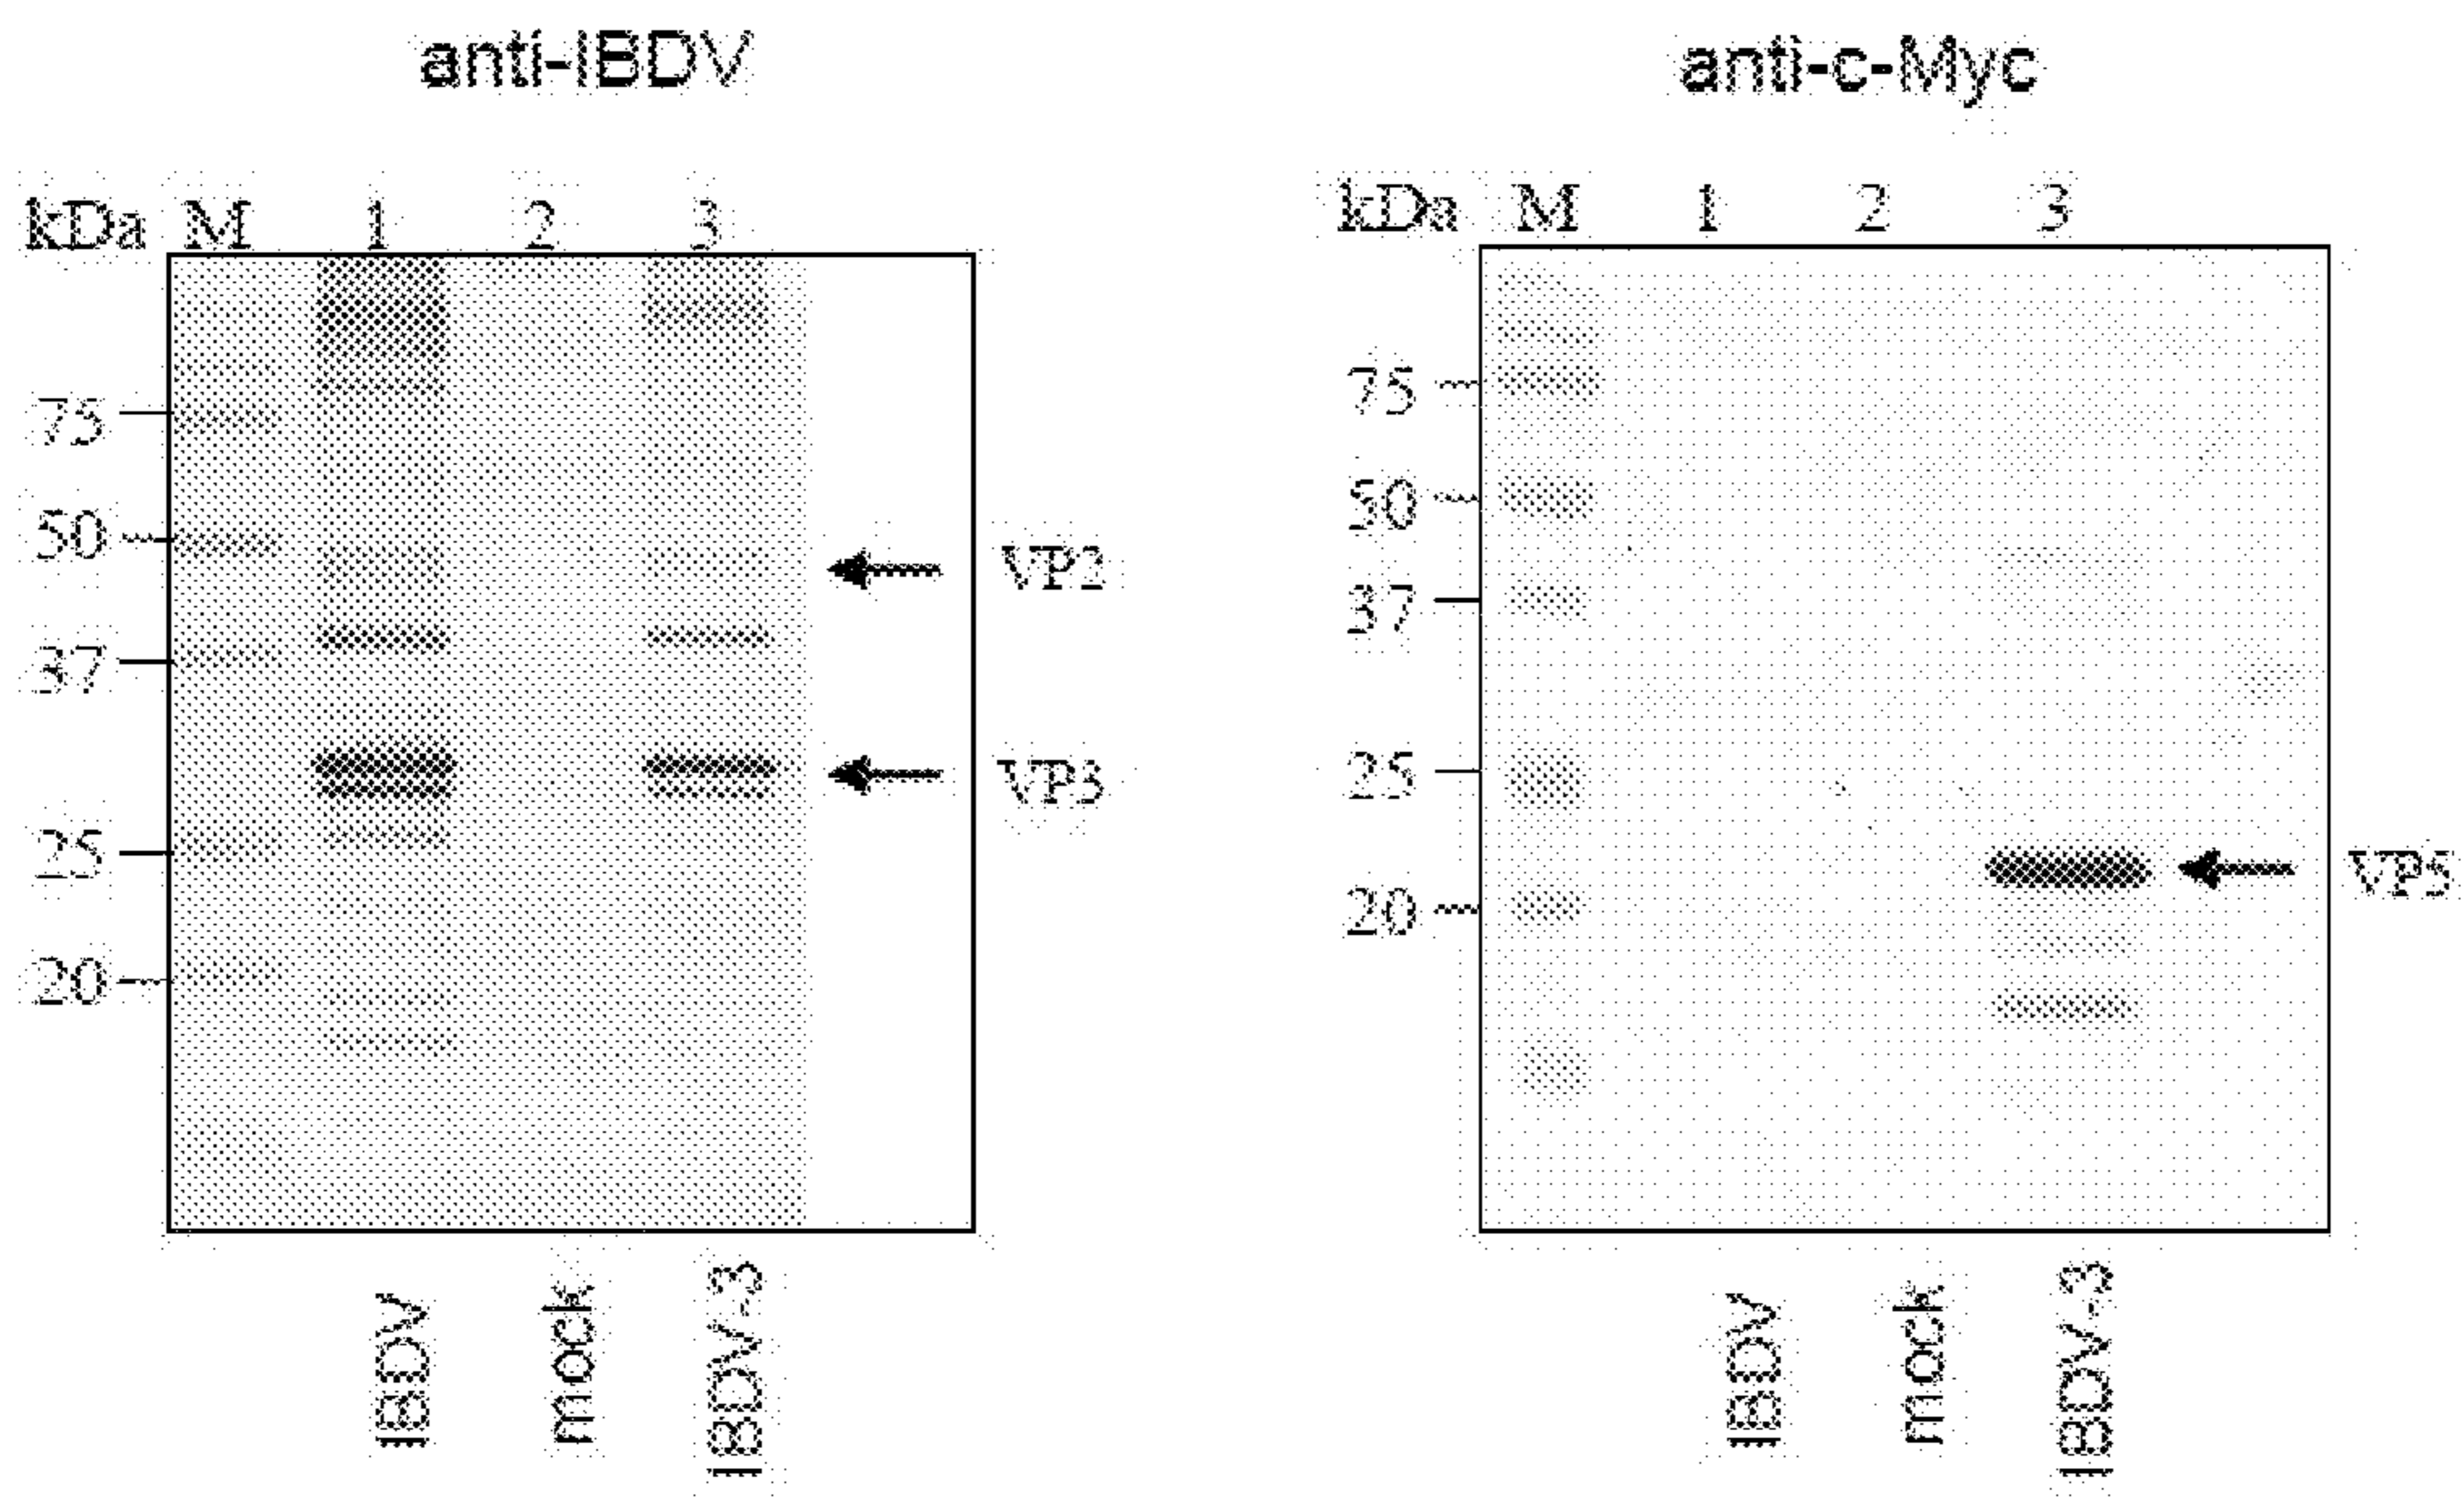 anti-IBDV
kDa M 1 2 3
75
50
37
25
20
VP2
VP3
IBDV
mock
IBDV-3
anti-c-Myc
kDa M 1 2 3
75
50
37
25
20
VP5
IBDV
mock
IBDV-3